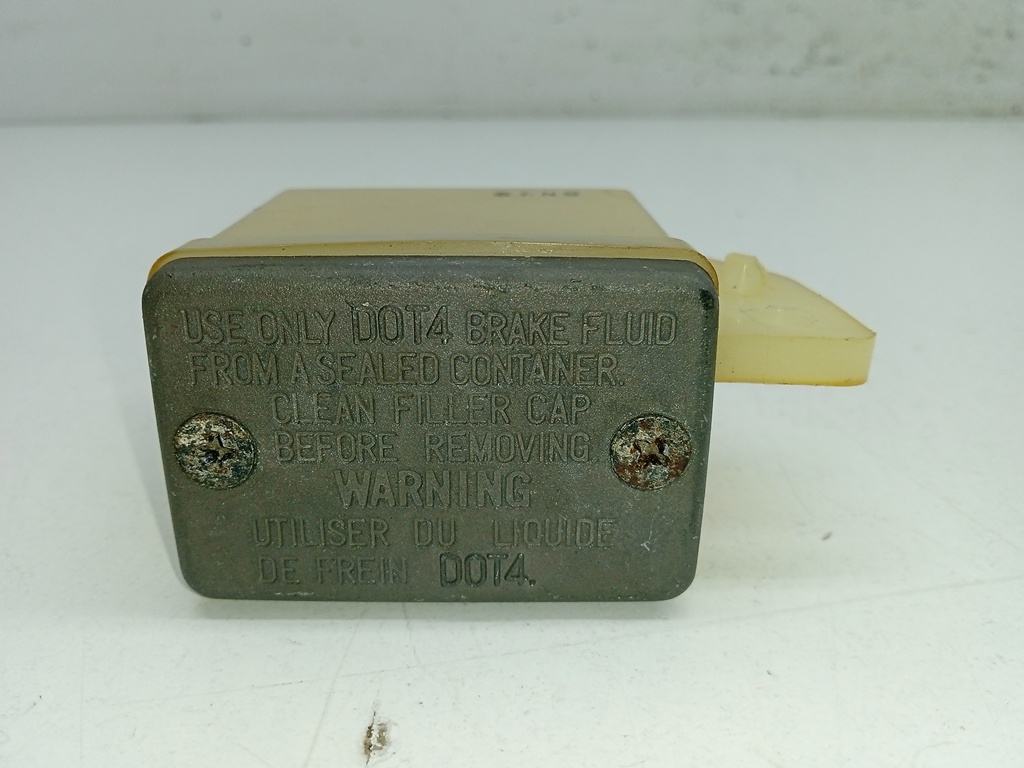 USE ONLY DOT4 BRAKE FLUID
FROM A SEALED CONTAINER.
CLEAN FILLER CAP
BEFORE REMOVING.
WARNING
UTILISER DU LIQUIDE
DE FREIN DOT4.